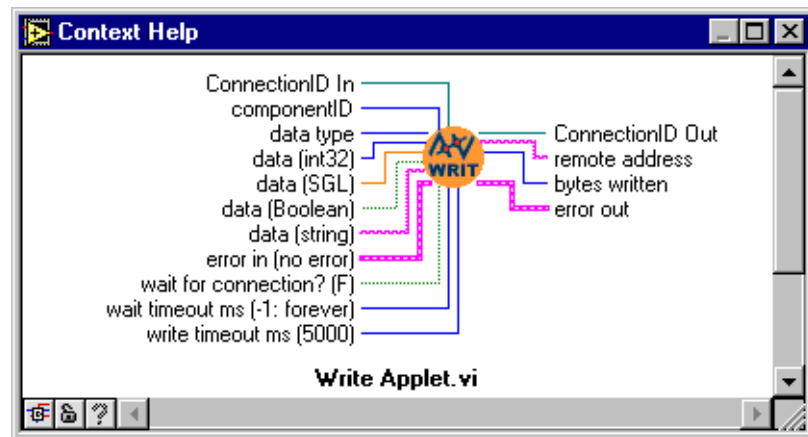 Context Help
ConnectionID In
componentID
data type
data (int32)
data (SGL)
data (Boolean)
data (string)
error in (no error)
wait for connection? (F)
wait timeout ms (-1: forever)
write timeout ms (5000)
WRIT
ConnectionID Out
remote address
bytes written
error out
Write Applet.vi
?